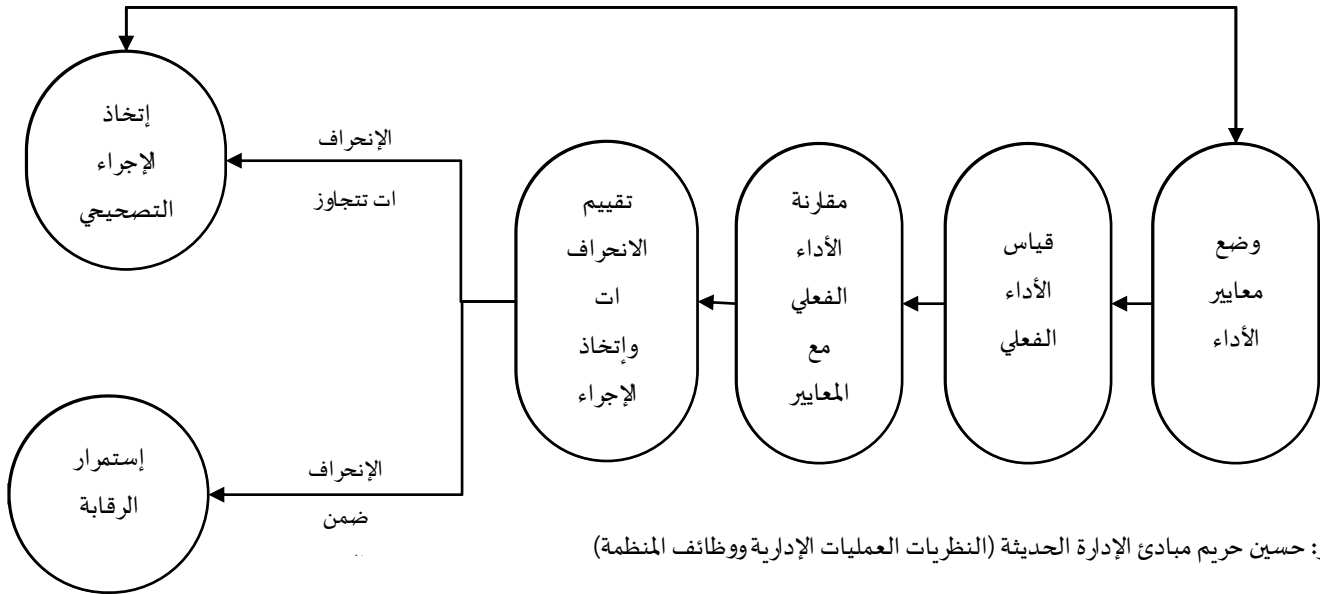 وضع
معايير
الأداء
قياس
الأداء
الفعلي
مقارنة
الأداء
الفعلي
مع
المعايير
تقييم
الانحراف
ات
وإتخاذ
الإجراء
الإنحراف
ات تتجاوز
إتخاذ
الإجراء
التصحيحي
الإنحراف
ضمن
إستمرار
الرقابة
: حسين حريم مبادئ الإدارة الحديثة (النظريات العمليات الإدارية ووظائف المنظمة)